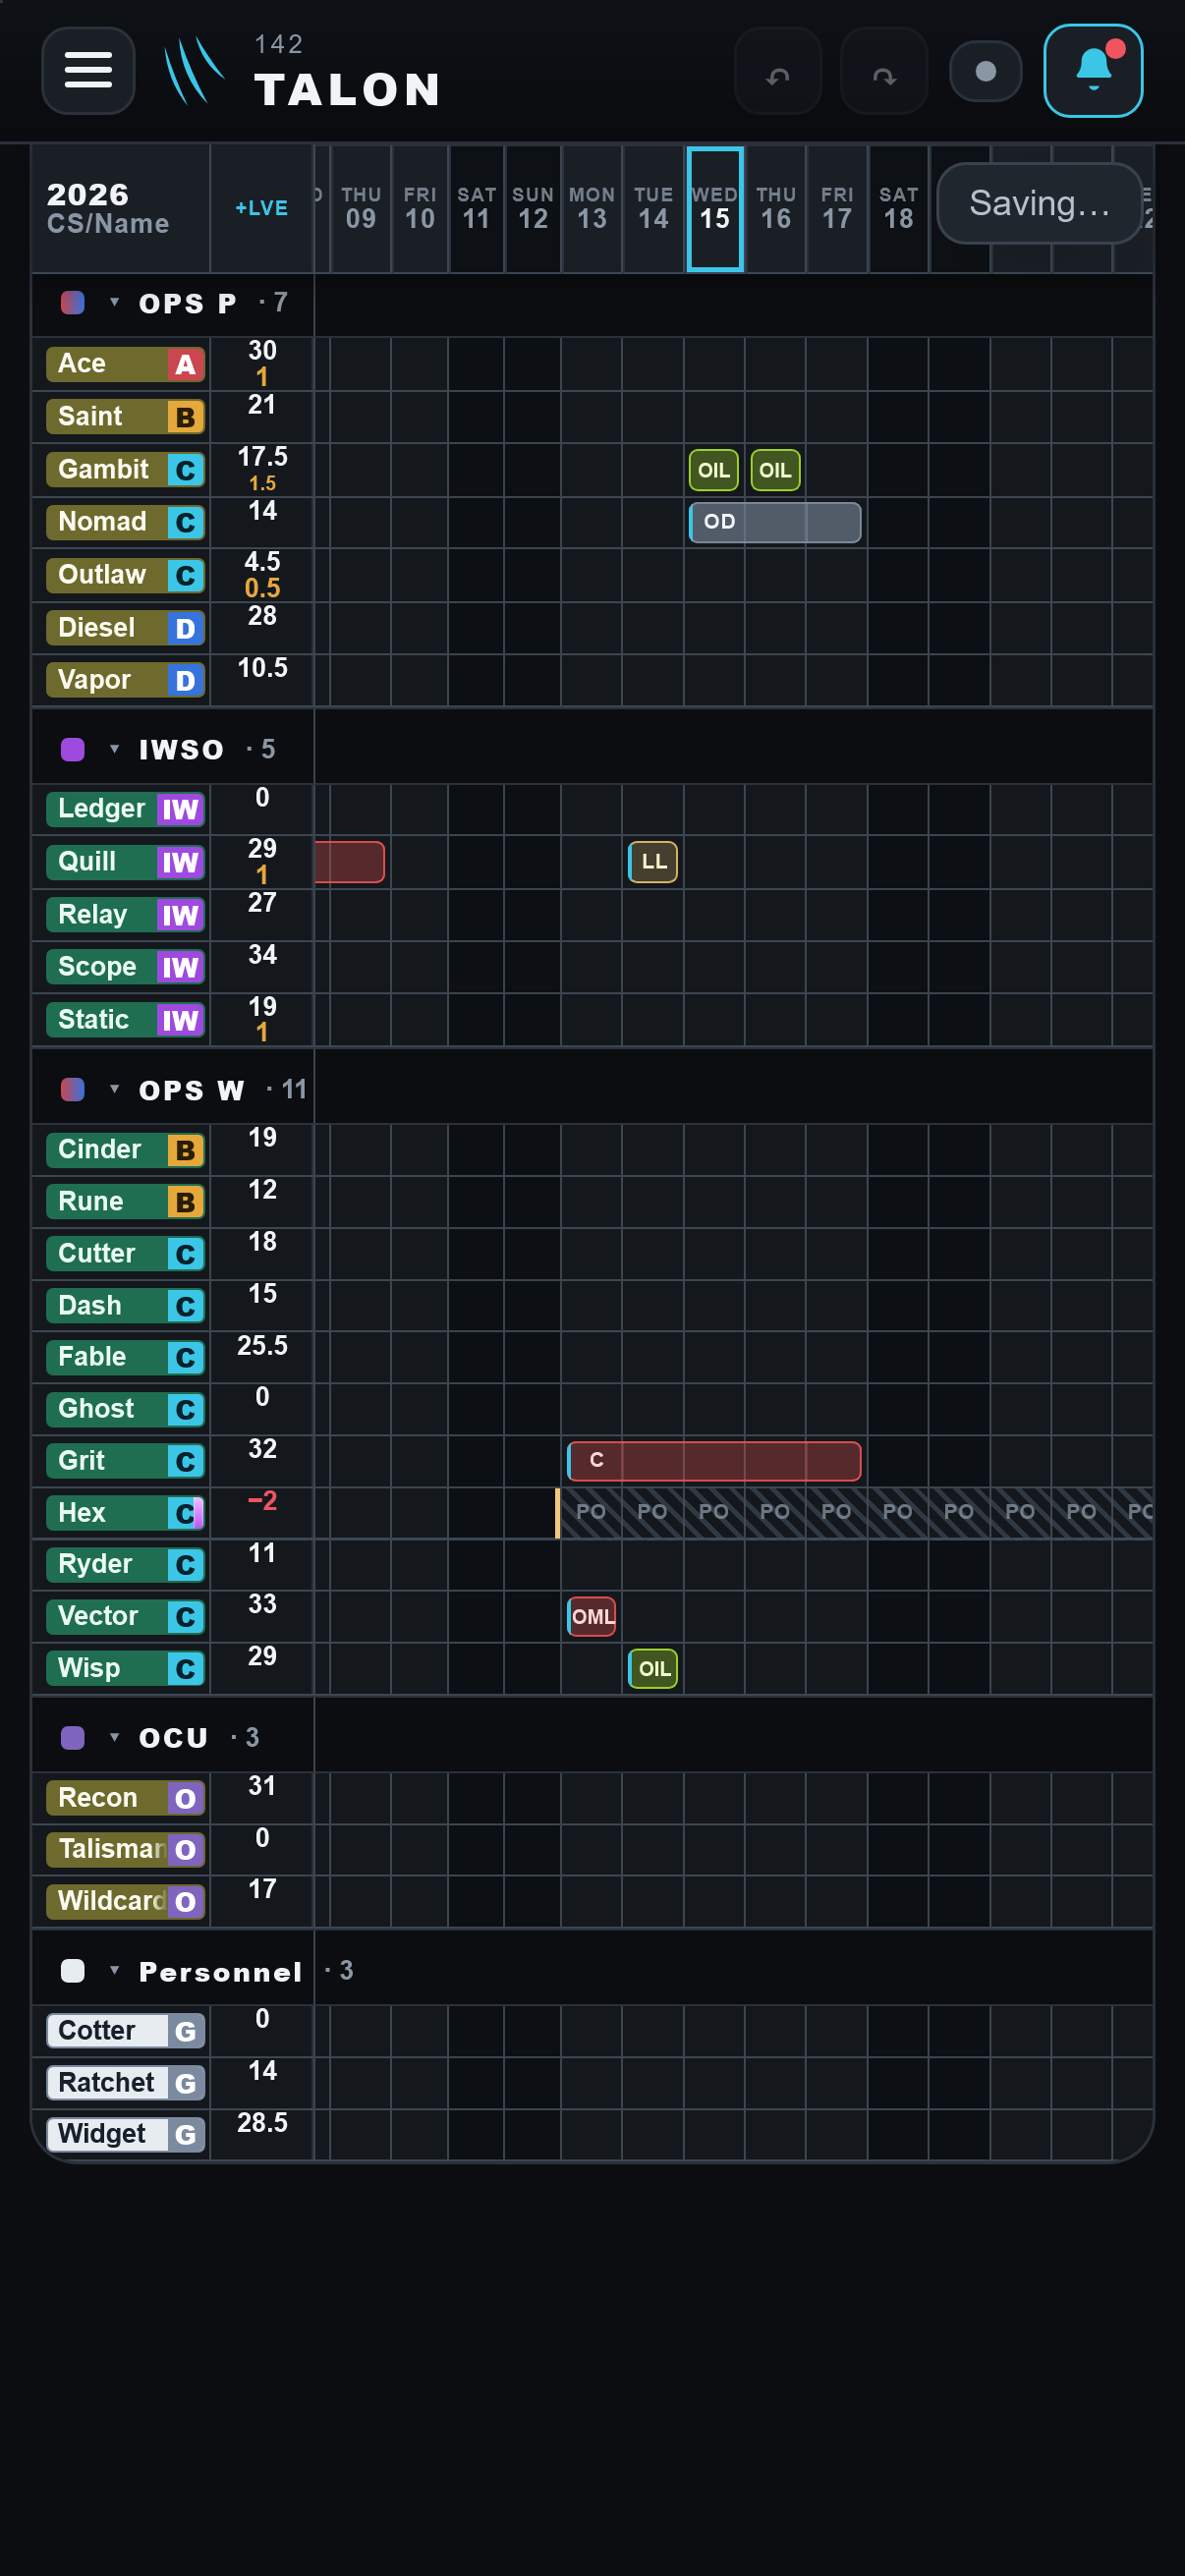 142
TALON
2026
CS/Name
+LVE
THU 09
FRI 10
SAT 11
SUN 12
MON 13
TUE 14
WED 15
THU 16
FRI 17
SAT 18
Saving...
OPS P · 7
Ace A 30 1
Saint B 21
Gambit C 17.5 1.5 OIL OIL
Nomad C 14 OD
Outlaw C 4.5 0.5
Diesel D 28
Vapor D 10.5
IWSO · 5
Ledger IW 0
Quill IW 29 1 LL
Relay IW 27
Scope IW 34
Static IW 19 1
OPS W · 11
Cinder B 19
Rune B 12
Cutter C 18
Dash C 15
Fable C 25.5
Ghost C 0
Grit C 32 C
Hex C −2 PO PO PO PO PO PO PO PO PO PO
Ryder C 11
Vector C 33 OML
Wisp C 29 OIL
OCU · 3
Recon O 31
Talisman O 0
Wildcard O 17
Personnel · 3
Cotter G 0
Ratchet G 14
Widget G 28.5